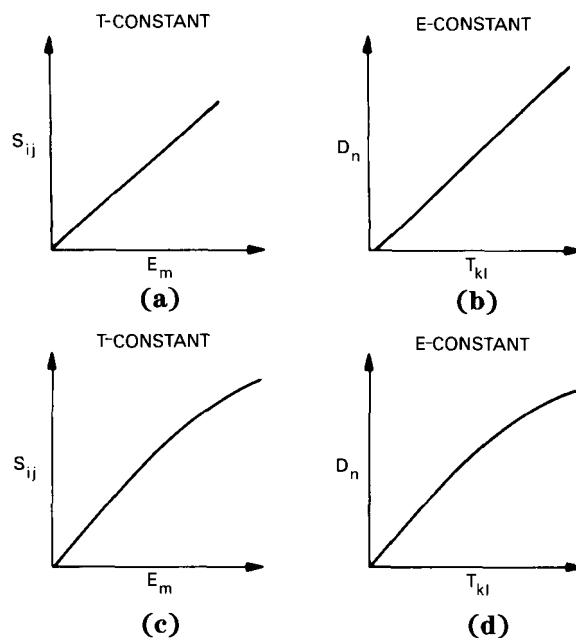 T-CONSTANT
E-CONSTANT
S_ij
D_n
E_m
T_kl
(a)
(b)
T-CONSTANT
E-CONSTANT
S_ij
D_n
E_m
T_kl
(c)
(d)